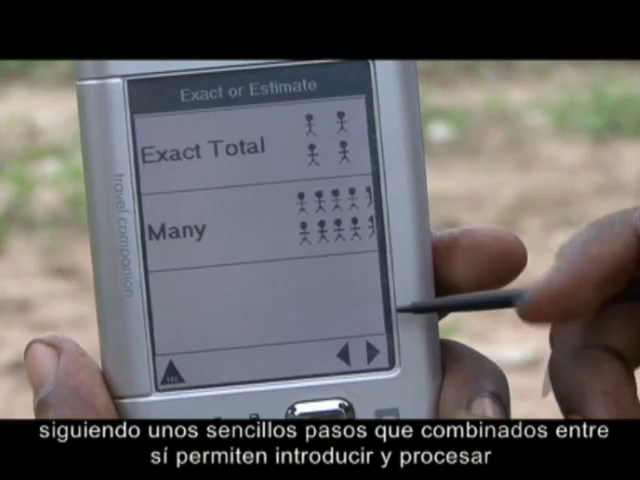 Exact or Estimate
Exact Total
Many
travel companion
siguiendo unos sencillos pasos que combinados entre
sí permiten introducir y procesar